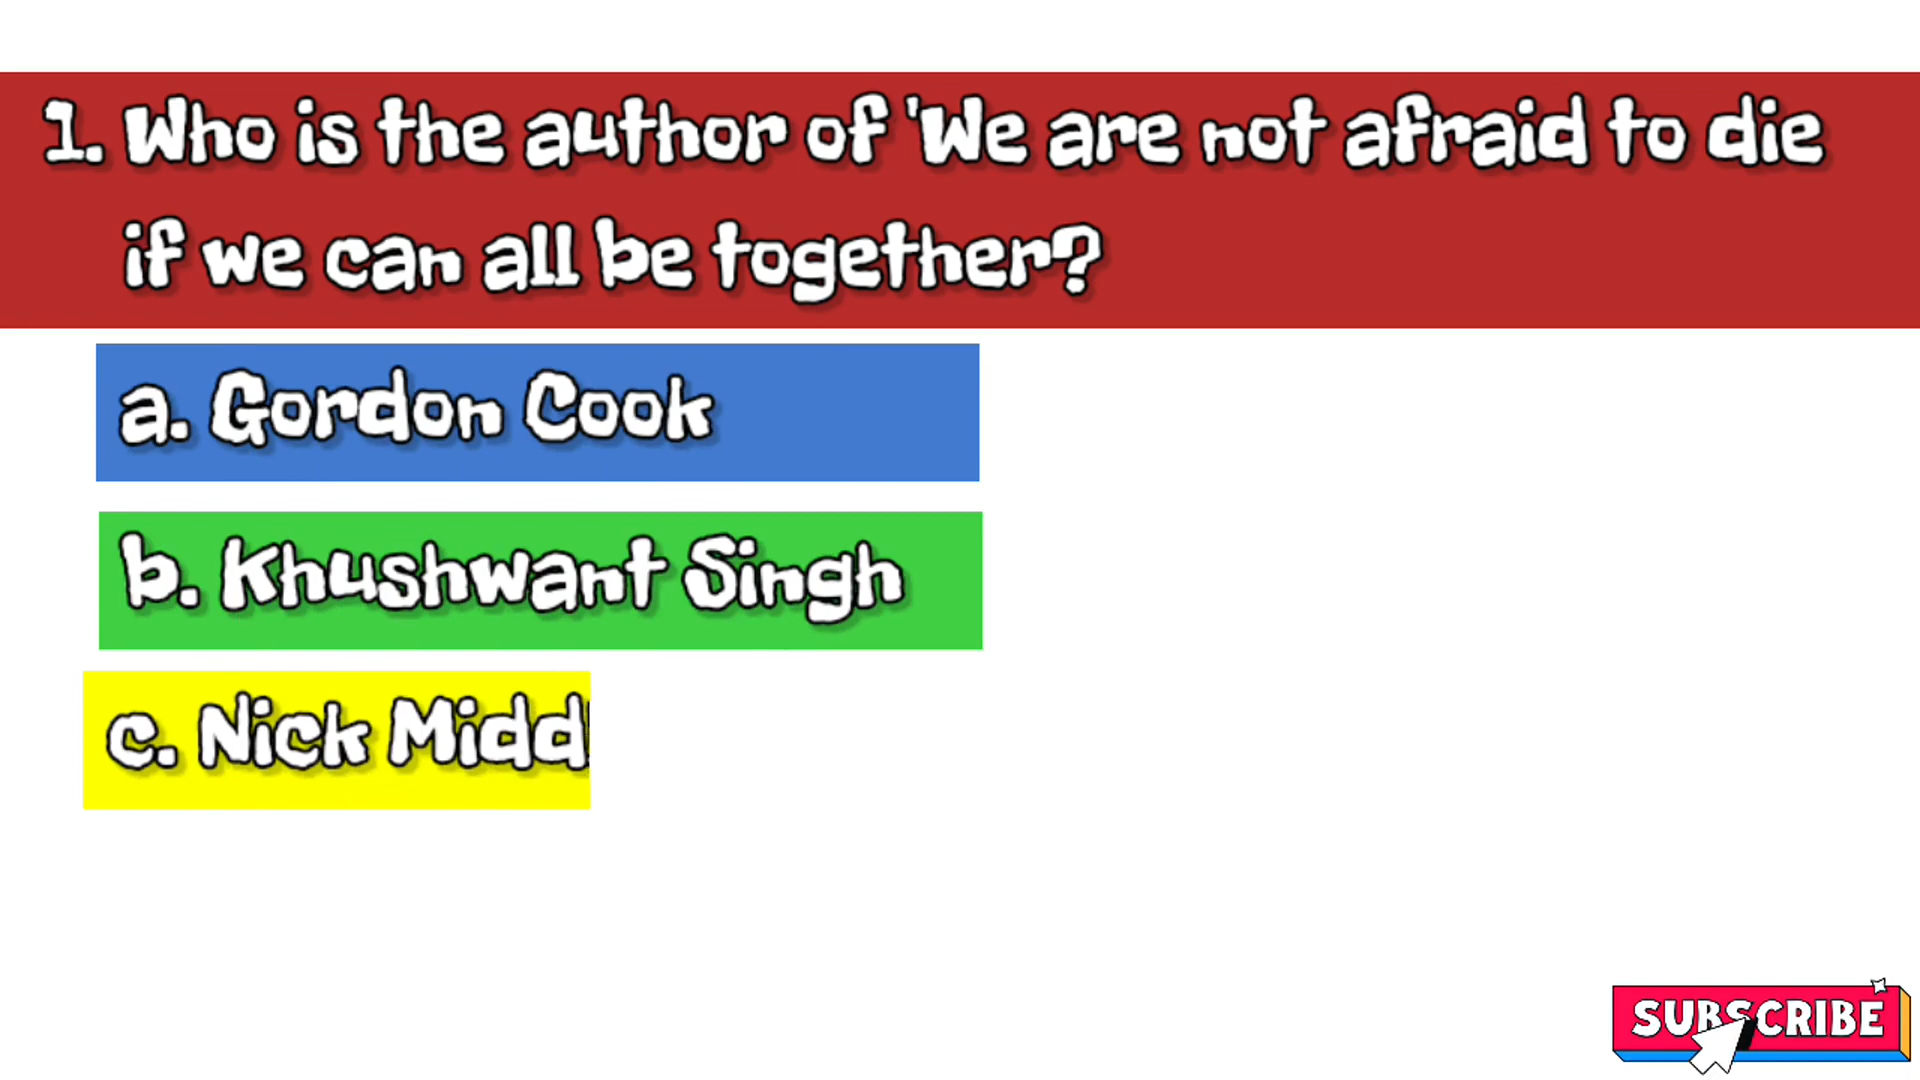 1. Who is the author of 'We are not afraid to die
if we can all be together?
a. Gordon Cook
b. Khushwant Singh
c. Nick Midd
SUBSCRIBE